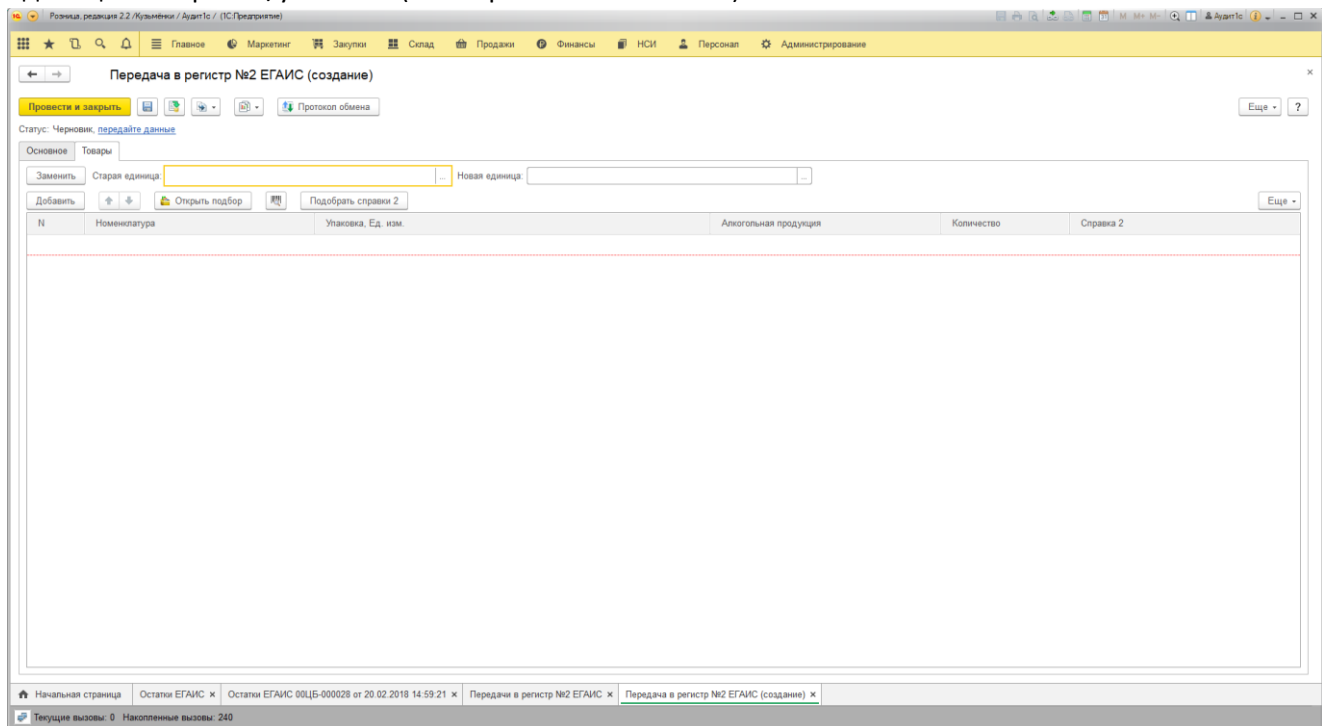 Розница, редакция 2.2 /Кузьмёнки / Аудит1с / (1С:Предприятие)
M M+ M- Аудит1с
Главное Маркетинг Закупки Склад Продажи Финансы НСИ Персонал Администрирование
Передача в регистр №2 ЕГАИС (создание)
Провести и закрыть Протокол обмена Еще ?
Статус: Черновик, передайте данные
Основное Товары
Заменить Старая единица: ... Новая единица: ...
Добавить Открыть подбор Подобрать справки 2 Еще
N Номенклатура Упаковка, Ед. изм. Алкогольная продукция Количество Справка 2
Начальная страница Остатки ЕГАИС × Остатки ЕГАИС 00ЦБ-000028 от 20.02.2018 14:59:21 × Передачи в регистр №2 ЕГАИС × Передача в регистр №2 ЕГАИС (создание) ×
Текущие вызовы: 0 Накопленные вызовы: 240